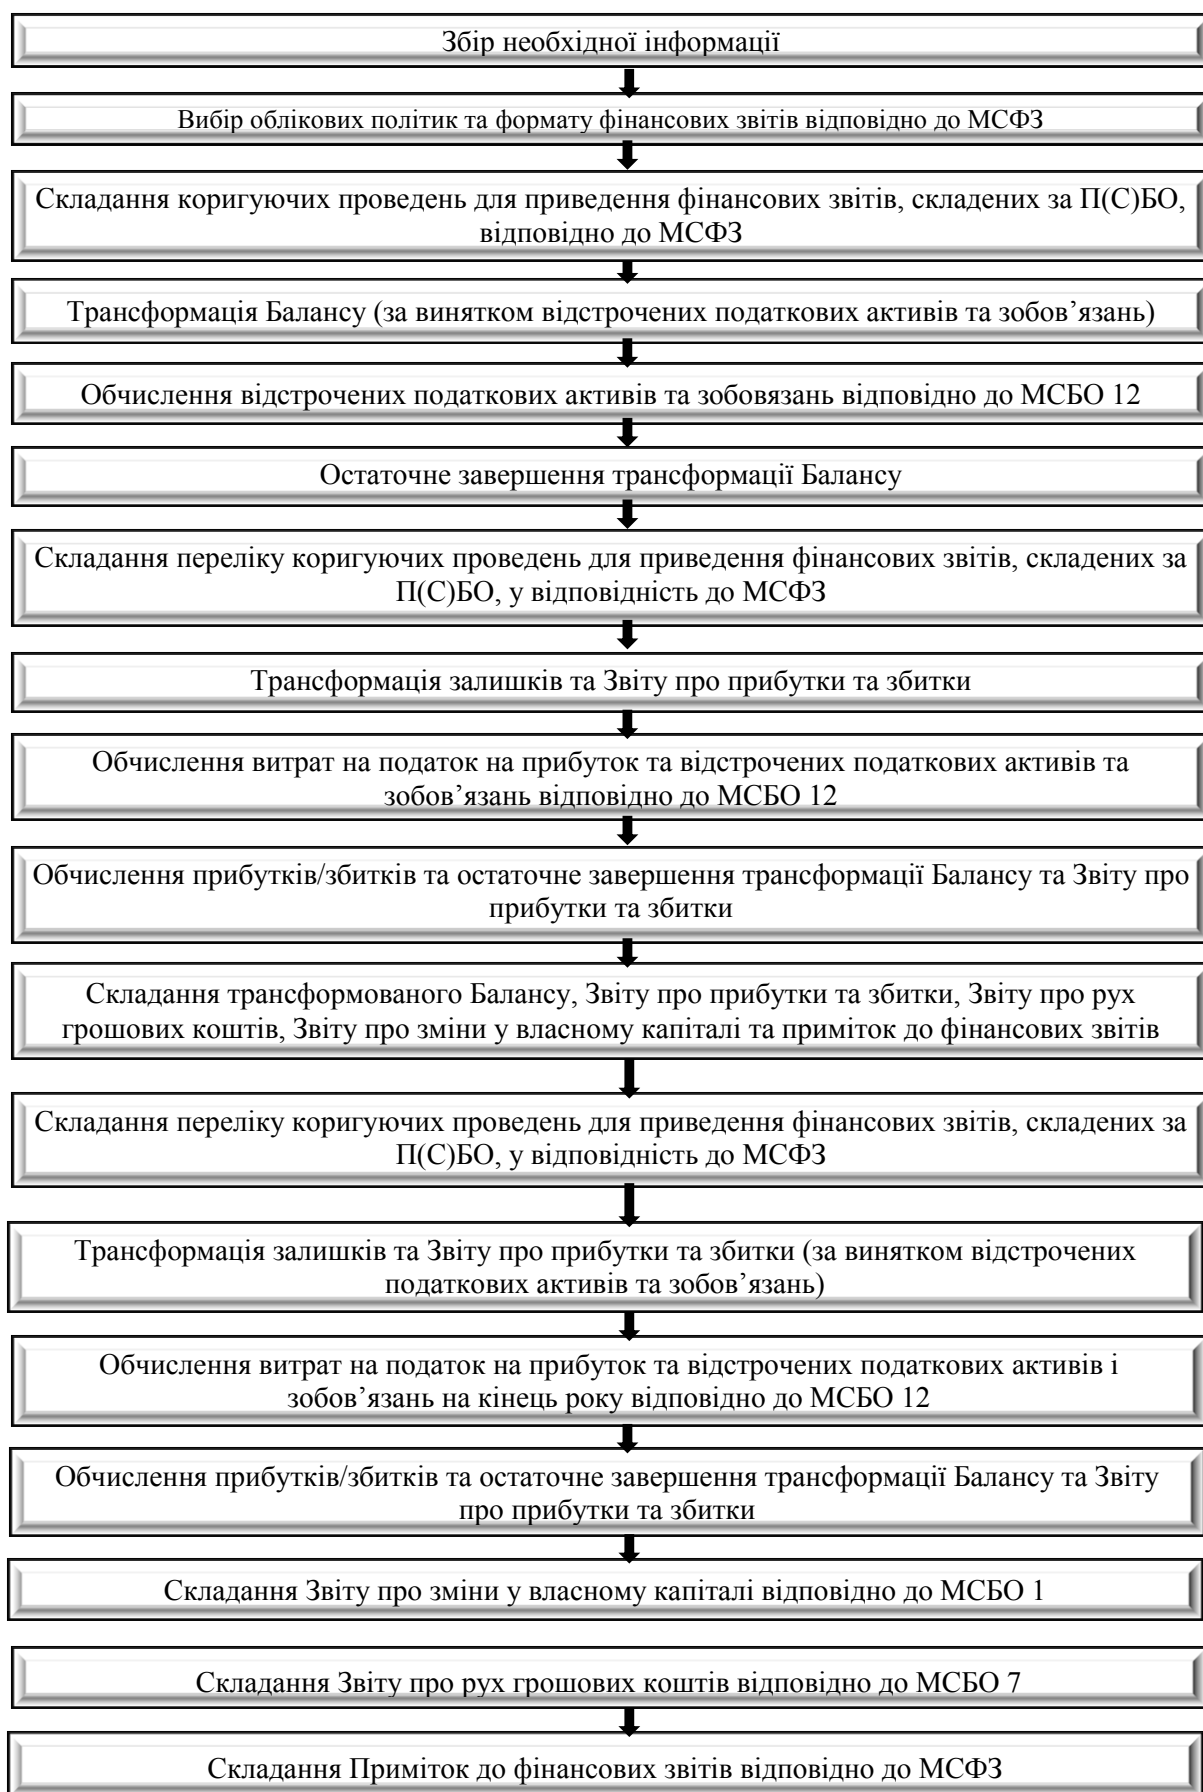 Збір необхідної інформації
Вибір облікових політик та формату фінансових звітів відповідно до МСФЗ
Складання коригуючих проведень для приведення фінансових звітів, складених за П(С)БО,
відповідно до МСФЗ
Трансформація Балансу (за винятком відстрочених податкових активів та зобов’язань)
Обчислення відстрочених податкових активів та зобовязань відповідно до МСБО 12
Остаточне завершення трансформації Балансу
Складання переліку коригуючих проведень для приведення фінансових звітів, складених за
П(С)БО, у відповідність до МСФЗ
Трансформація залишків та Звіту про прибутки та збитки
Обчислення витрат на податок на прибуток та відстрочених податкових активів та
зобов’язань відповідно до МСБО 12
Обчислення прибутків/збитків та остаточне завершення трансформації Балансу та Звіту про
прибутки та збитки
Складання трансформованого Балансу, Звіту про прибутки та збитки, Звіту про рух
грошових коштів, Звіту про зміни у власному капіталі та приміток до фінансових звітів
Складання переліку коригуючих проведень для приведення фінансових звітів, складених за
П(С)БО, у відповідність до МСФЗ
Трансформація залишків та Звіту про прибутки та збитки (за винятком відстрочених
податкових активів та зобов’язань)
Обчислення витрат на податок на прибуток та відстрочених податкових активів і
зобов’язань на кінець року відповідно до МСБО 12
Обчислення прибутків/збитків та остаточне завершення трансформації Балансу та Звіту
про прибутки та збитки
Складання Звіту про зміни у власному капіталі відповідно до МСБО 1
Складання Звіту про рух грошових коштів відповідно до МСБО 7
Складання Приміток до фінансових звітів відповідно до МСФЗ